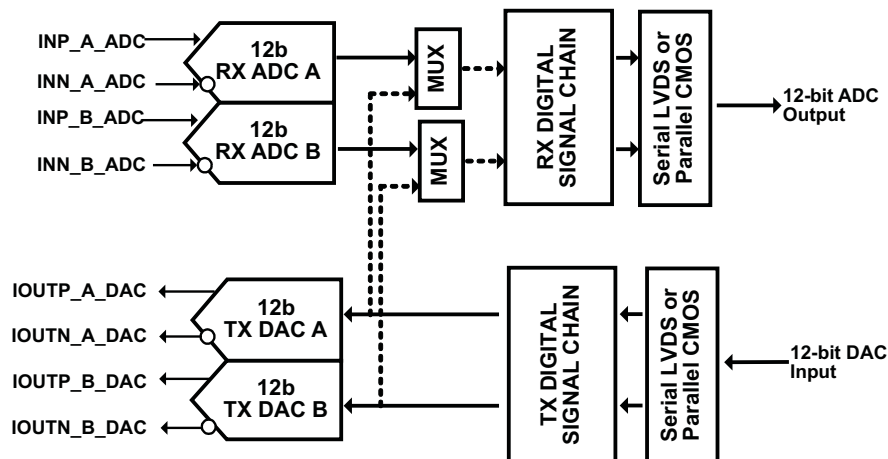 INP_A_ADC
INN_A_ADC
INP_B_ADC
INN_B_ADC
12b
RX ADC A
12b
RX ADC B
MUX
MUX
RX DIGITAL
SIGNAL CHAIN
Serial LVDS or
Parallel CMOS
12-bit ADC
Output
IOUTP_A_DAC
IOUTN_A_DAC
IOUTP_B_DAC
IOUTN_B_DAC
12b
TX DAC A
12b
TX DAC B
TX DIGITAL
SIGNAL CHAIN
Serial LVDS or
Parallel CMOS
12-bit DAC
Input